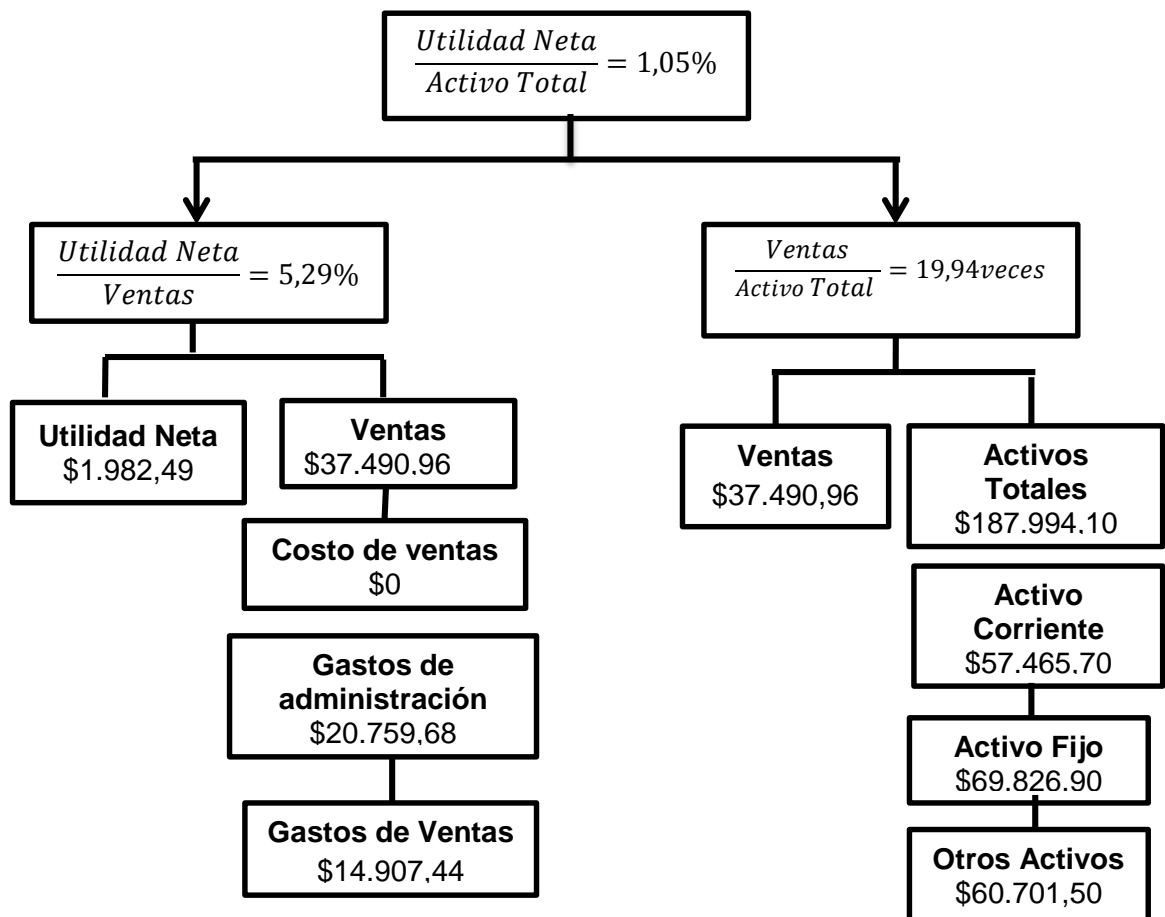 Utilidad Neta
Activo Total
= 1,05%
Utilidad Neta
Ventas
= 5,29%
Ventas
Activo Total
= 19,94veces
Utilidad Neta
$1.982,49
Ventas
$37.490,96
Costo de ventas
$0
Gastos de
administración
$20.759,68
Gastos de Ventas
$14.907,44
Ventas
$37.490,96
Activos
Totales
$187.994,10
Activo
Corriente
$57.465,70
Activo Fijo
$69.826,90
Otros Activos
$60.701,50